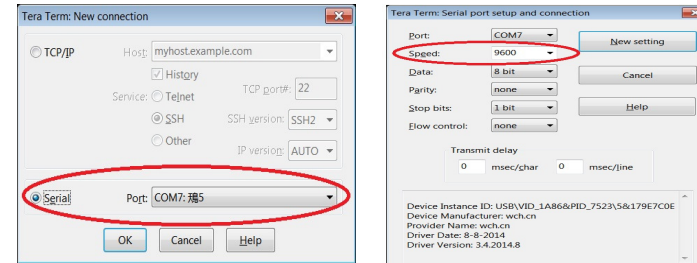 Tera Term: New connection
TCP/IP
Host: myhost.example.com
History
Service: Telnet
TCP port#: 22
SSH
SSH version: SSH2
Other
IP version: AUTO
Serial
Port: COM7: 鴗5
OK Cancel Help
Tera Term: Serial port setup and connection
Port: COM7
New setting
Speed: 9600
Data: 8 bit
Cancel
Parity: none
Stop bits: 1 bit
Help
Flow control: none
Transmit delay
0 msec/char 0 msec/line
Device Instance ID: USB\VID_1A86&PID_7523\5&179E7C0E
Device Manufacturer: wch.cn
Provider Name: wch.cn
Driver Date: 8-8-2014
Driver Version: 3.4.2014.8